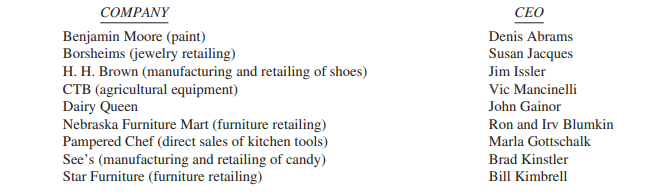 COMPANY CEO
Benjamin Moore (paint) Denis Abrams
Borsheims (jewelry retailing) Susan Jacques
H. H. Brown (manufacturing and retailing of shoes) Jim Issler
CTB (agricultural equipment) Vic Mancinelli
Dairy Queen John Gainor
Nebraska Furniture Mart (furniture retailing) Ron and Irv Blumkin
Pampered Chef (direct sales of kitchen tools) Marla Gottschalk
See’s (manufacturing and retailing of candy) Brad Kinstler
Star Furniture (furniture retailing) Bill Kimbrell